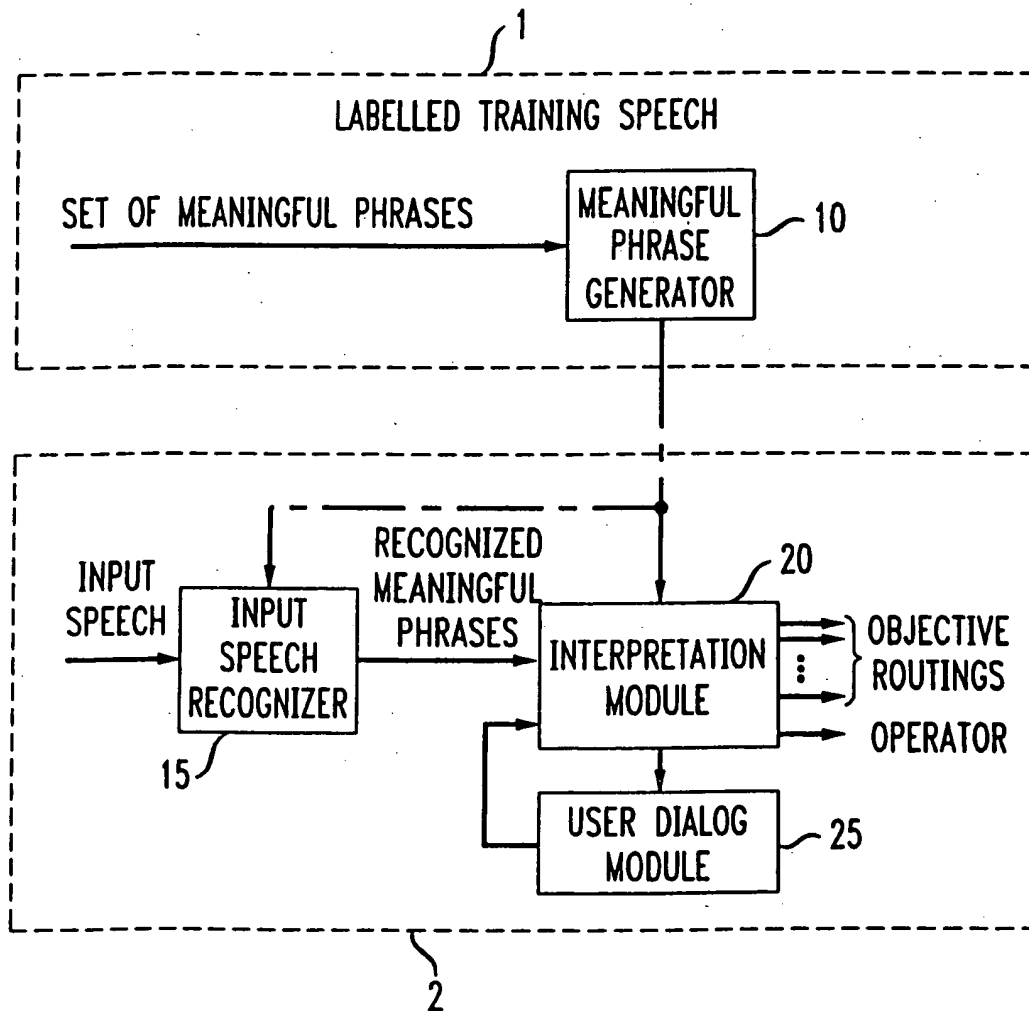 1
LABELLED TRAINING SPEECH
SET OF MEANINGFUL PHRASES
MEANINGFUL
PHRASE
GENERATOR
10
INPUT
SPEECH
INPUT
SPEECH
RECOGNIZER
15
RECOGNIZED
MEANINGFUL
PHRASES
20
INTERPRETATION
MODULE
OBJECTIVE
ROUTINGS
OPERATOR
USER DIALOG
MODULE
25
2